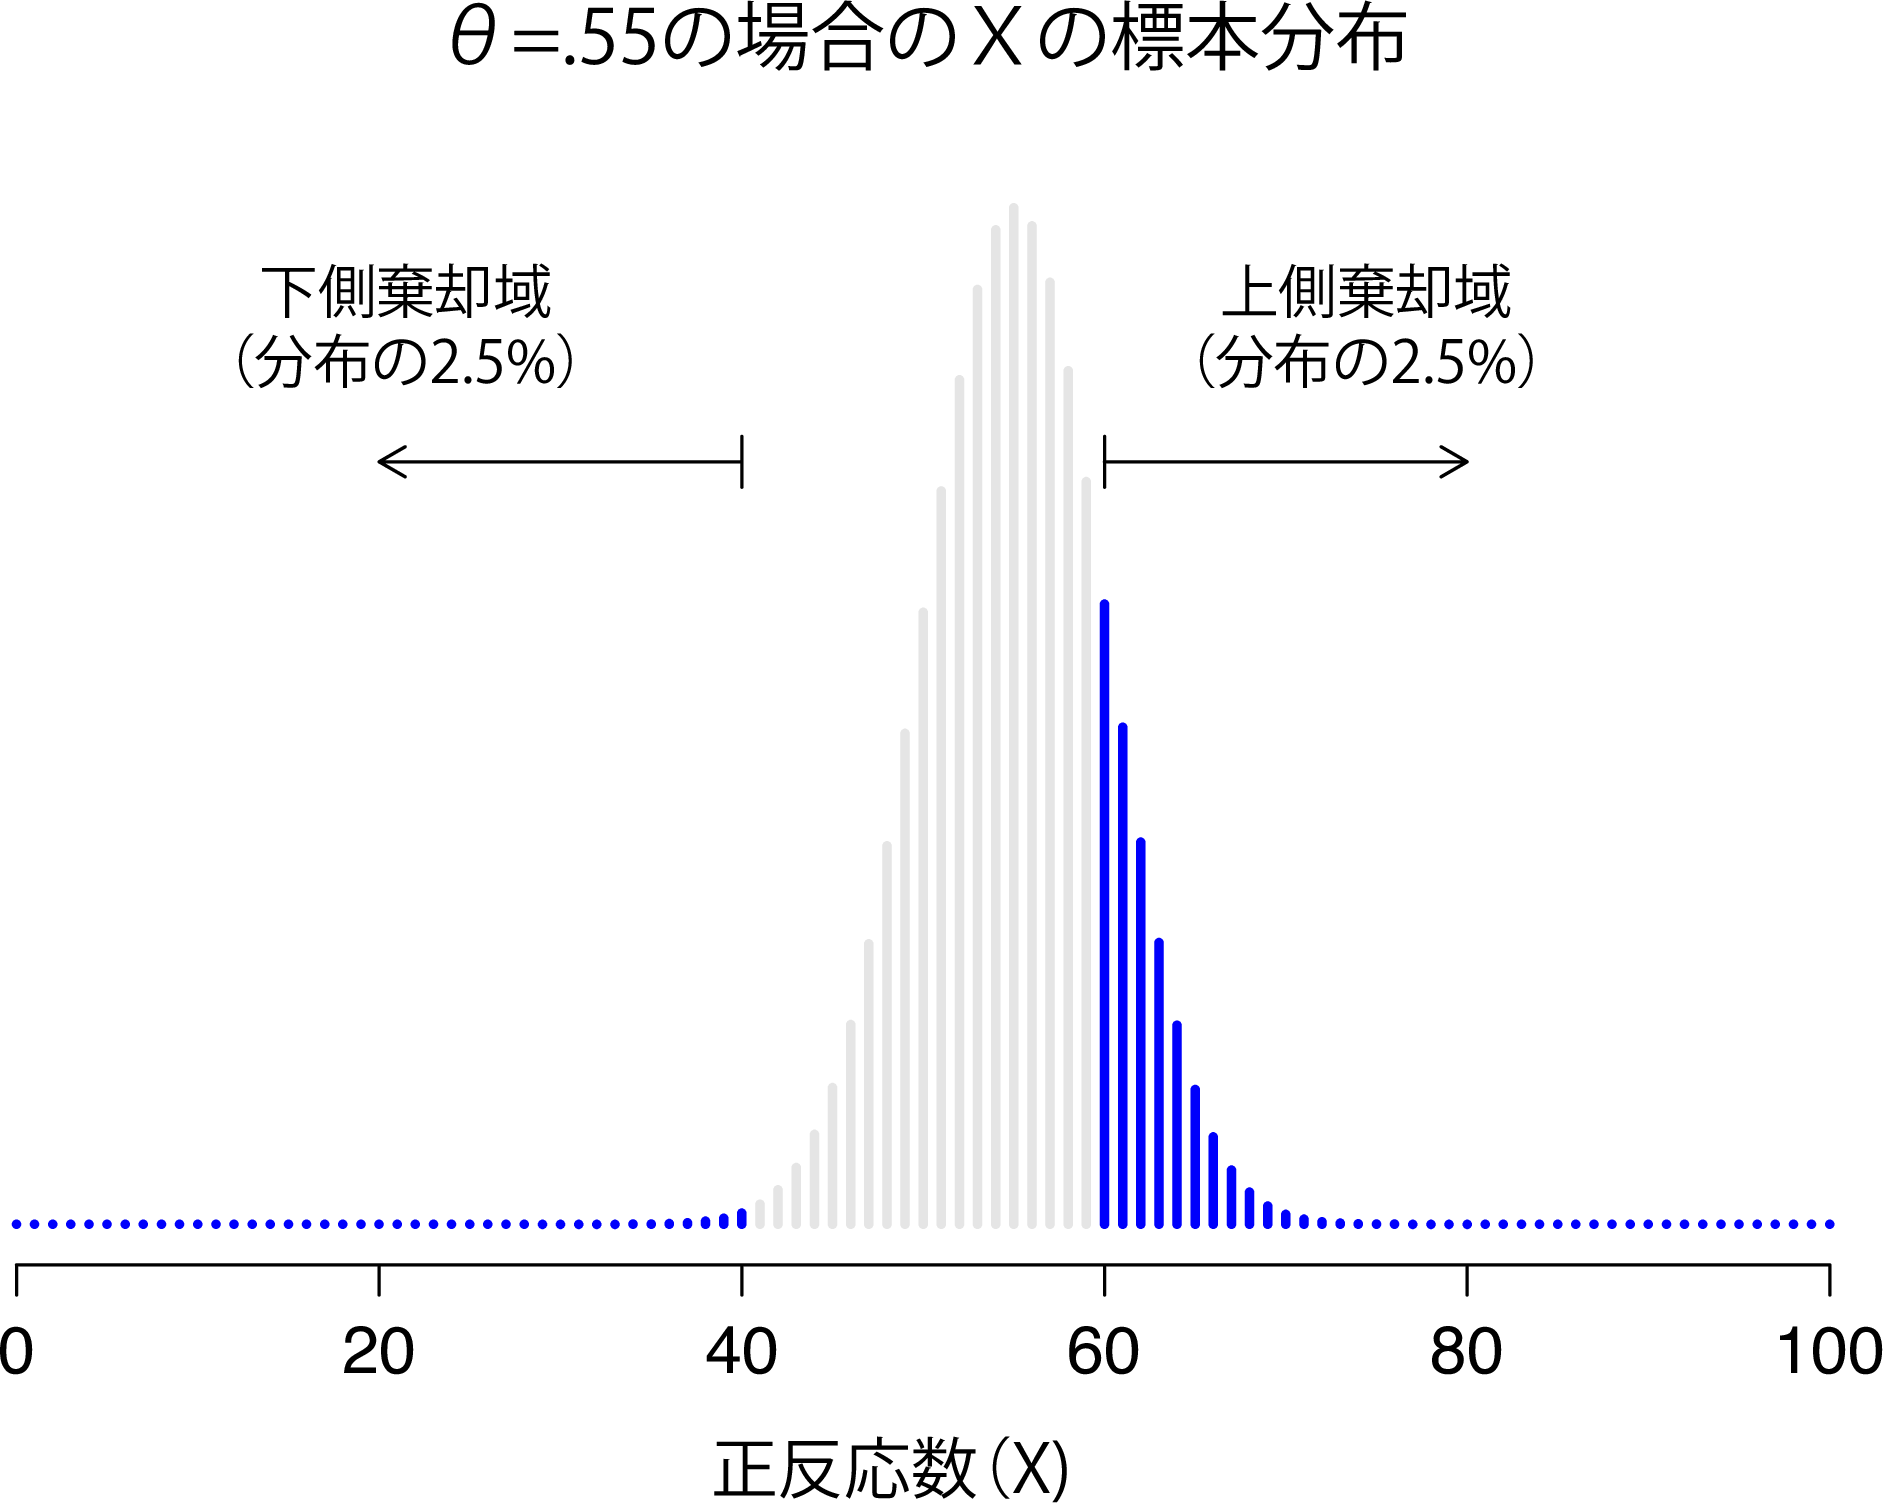 θ=.55の場合のXの標本分布
下側棄却域
（分布の2.5%）
上側棄却域
（分布の2.5%）
0 20 40 60 80 100
正反応数（X）